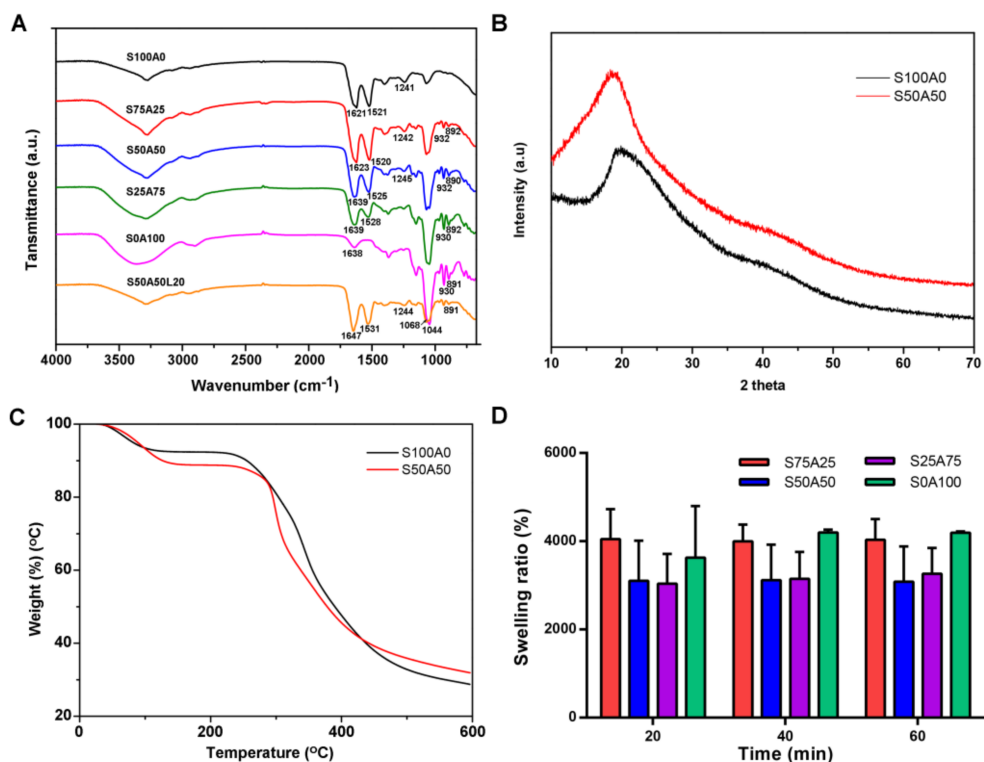 A
S100A0
1241
1621
1521
S75A25
1242
932
892
1623
1520
S50A50
1245
932
890
1639
1525
S25A75
1639
1528
930
892
S0A100
1638
930
891
S50A50L20
1244
1068
1044
891
1647
1531
Tansmittance (a.u.)
4000 3500 3000 2500 2000 1500 1000
Wavenumber (cm-1)
B
S100A0
S50A50
Intensity (a.u)
10 20 30 40 50 60 70
2 theta
C
S100A0
S50A50
Weight (%) (OC)
100
80
60
40
20
0 200 400 600
Temperature (OC)
D
S75A25 S25A75
S50A50 S0A100
Swelling ratio (%)
6000
4000
2000
0
20 40 60
Time (min)